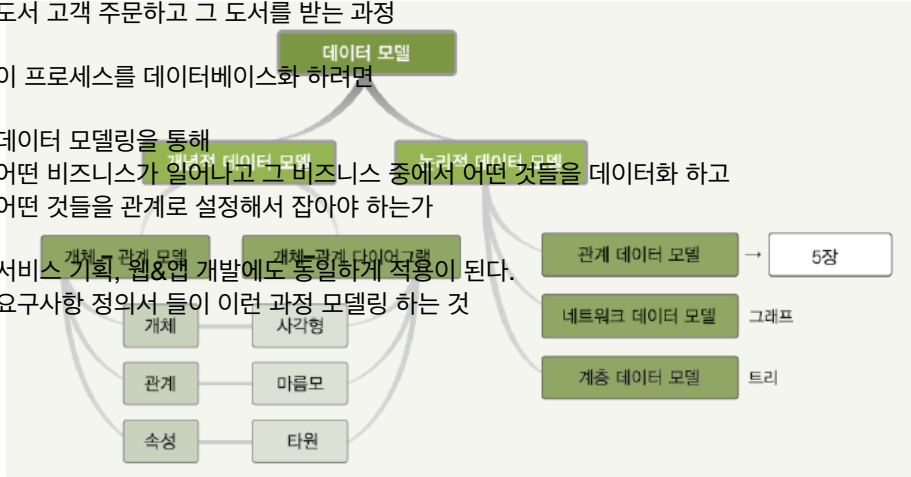 도서 고객 주문하고 그 도서를 받는 과정
데이터 모델
이 프로세스를 데이터베이스화 하려면
데이터 모델링을 통해
개념적 데이터 모델
논리적 데이터 모델
어떤 비즈니스가 일어나고 그 비즈니스 중에서 어떤 것들을 데이터화 하고
어떤 것들을 관계로 설정해서 잡아야 하는가
개체-관계 모델
개체-관계 다이어그램
관계 데이터 모델 → 5장
서비스 기획, 웹&앱 개발에도 동일하게 적용이 된다.
요구사항 정의서 들이 이런 과정 모델링 하는 것
네트워크 데이터 모델 그래프
개체 사각형
관계 마름모
계층 데이터 모델 트리
속성 타원